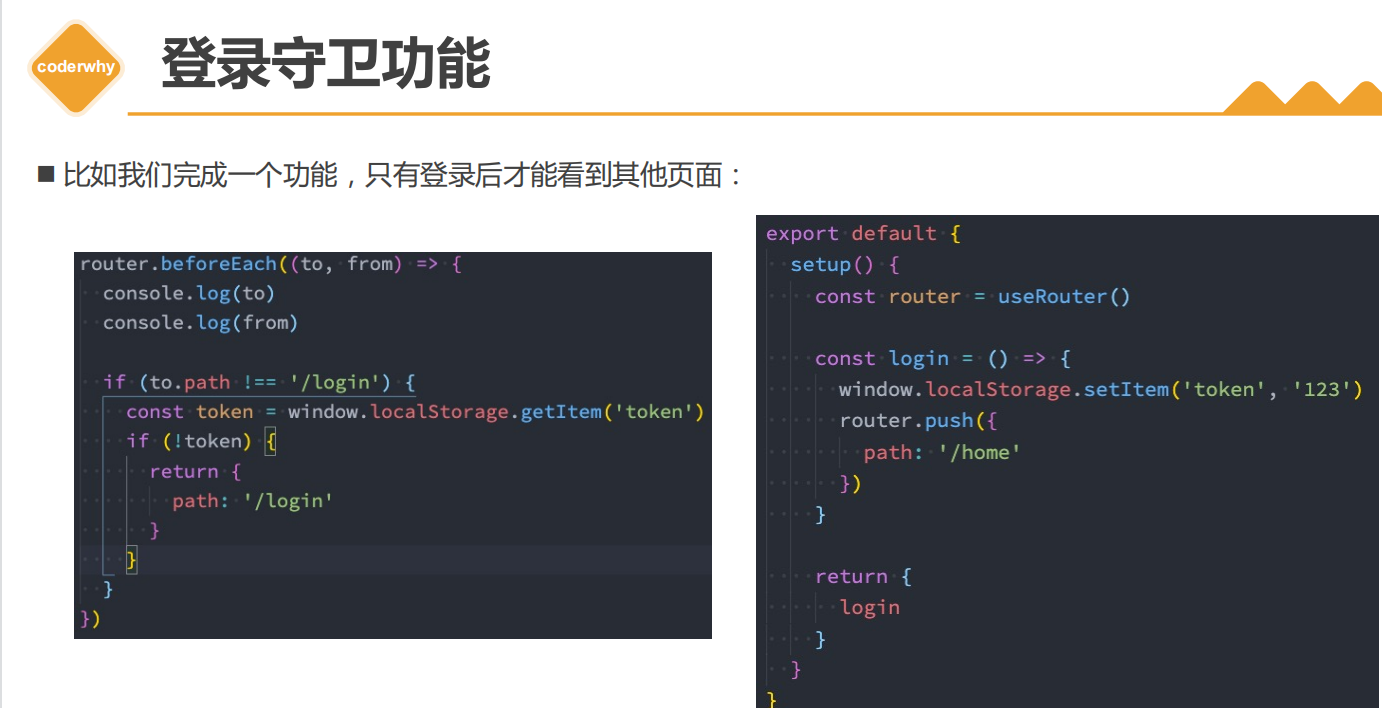 coderwhy
登录守卫功能
■ 比如我们完成一个功能，只有登录后才能看到其他页面：
router.beforeEach((to, from) => {
  console.log(to)
  console.log(from)

  if (to.path !== '/login') {
    const token = window.localStorage.getItem('token')
    if (!token) {
      return {
        path: '/login'
      }
    }
  }
})
export default {
  setup() {
    const router = useRouter()

    const login = () => {
      window.localStorage.setItem('token', '123')
      router.push({
        path: '/home'
      })
    }

    return {
      login
    }
  }
}